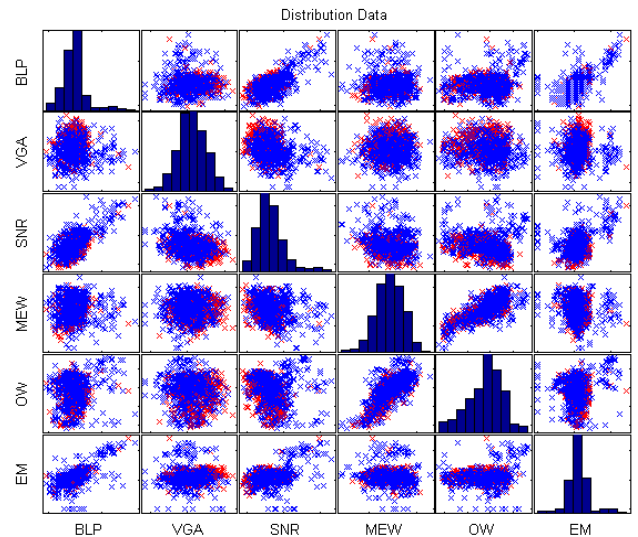 Distribution Data
BLP
VGA
SNR
MEW
OW
EM
BLP VGA SNR MEW OW EM